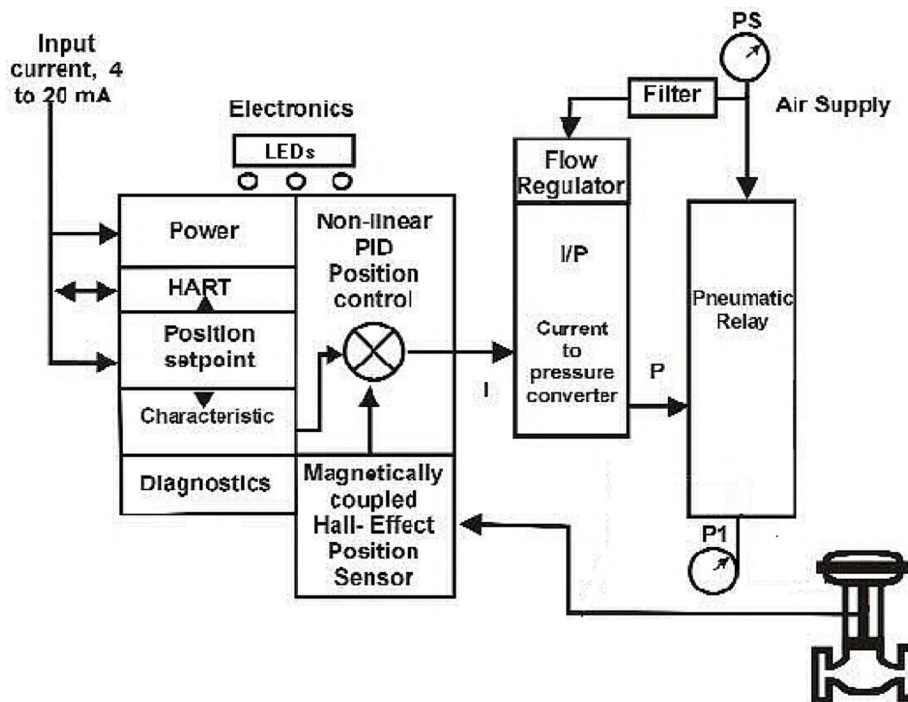 Input
current, 4
to 20 mA
Electronics
LEDs
PS
Filter
Air Supply
Flow
Regulator
Power
Non-linear
PID
Position
control
HART
I/P
Pneumatic
Relay
Position
setpoint
Current
to
pressure
converter
I
P
Characteristic
Diagnostics
Magnetically
coupled
Hall- Effect
Position
Sensor
P1